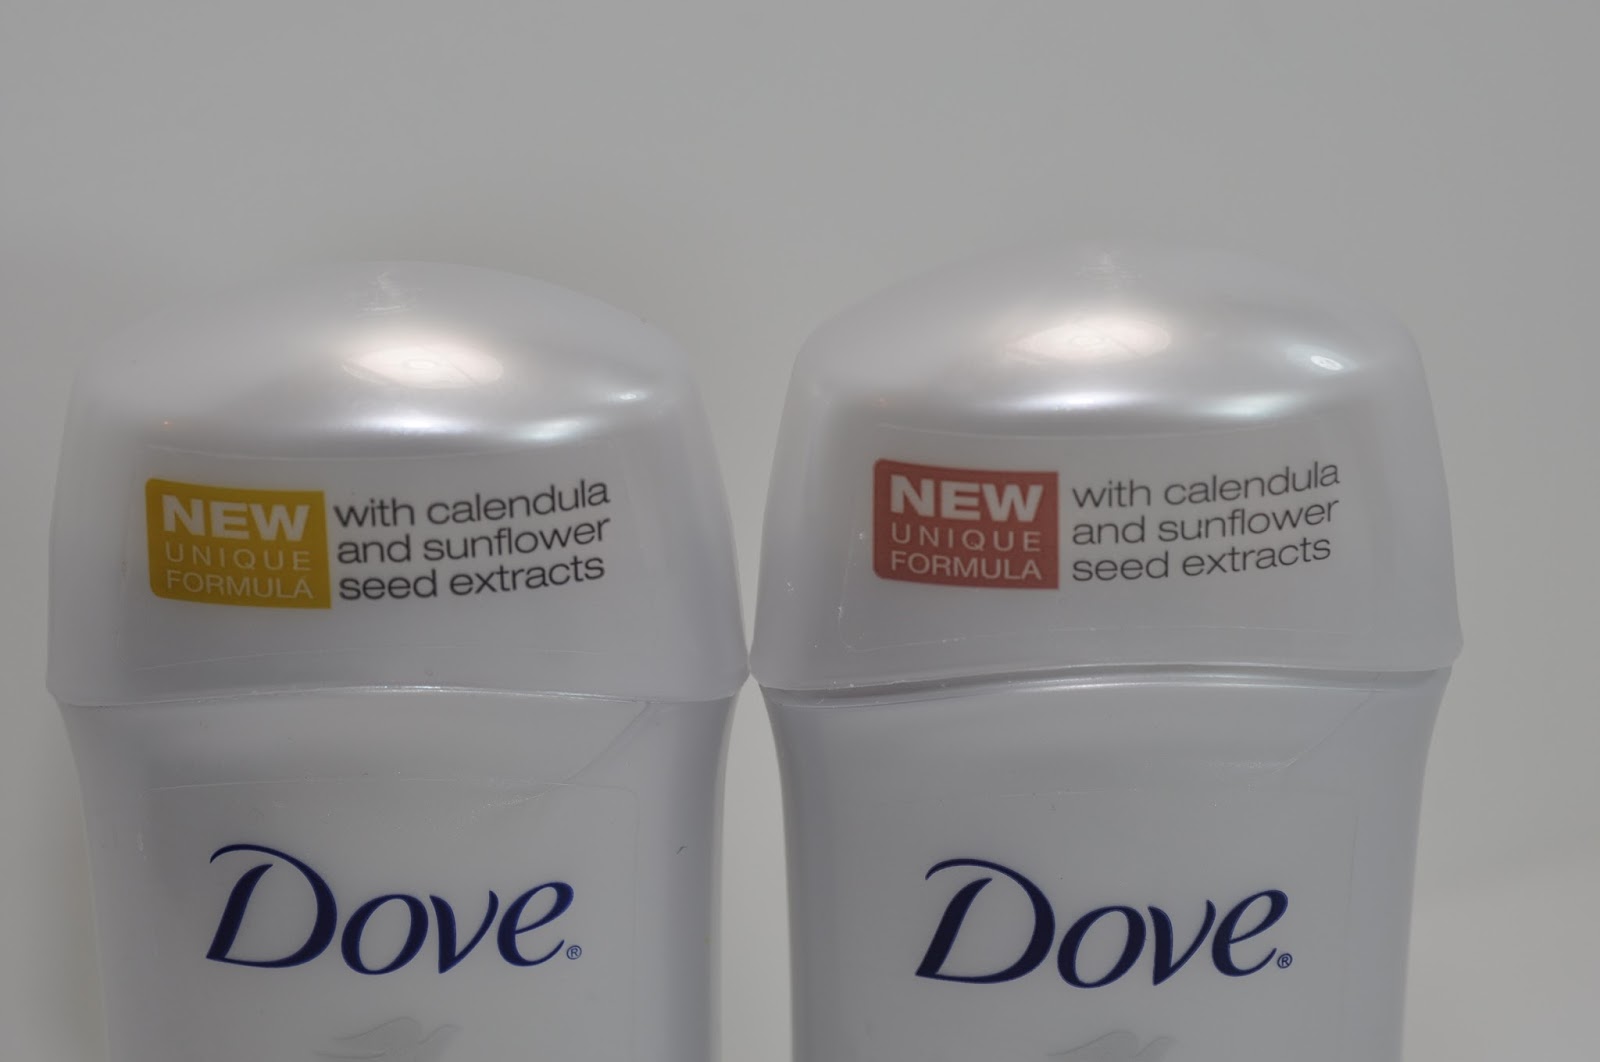 NEW
UNIQUE
FORMULA
with calendula
and sunflower
seed extracts
Dove®
NEW
UNIQUE
FORMULA
with calendula
and sunflower
seed extracts
Dove®